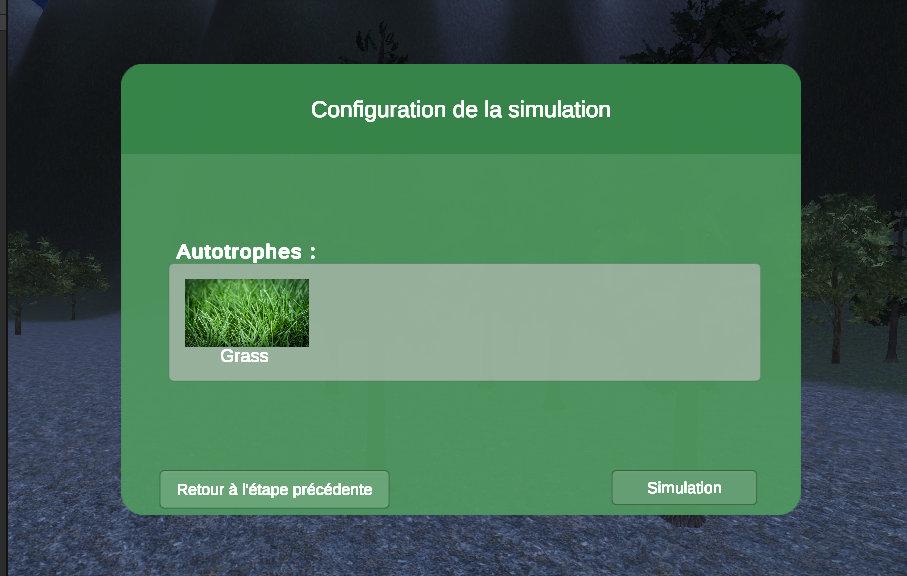 Configuration de la simulation
Autotrophes :
Grass
Retour à l'étape précédente
Simulation